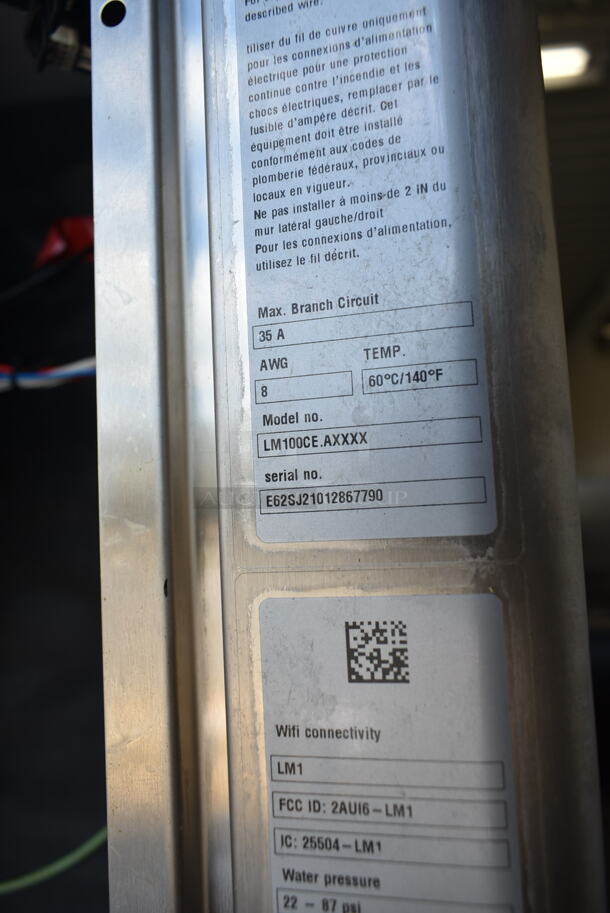 described wire.
tiliser du fil de cuivre uniquement
pour les connexions d'alimentation
électrique pour une protection
continue contre l'incendie et les
chocs électriques, remplacer par le
fusible d'ampère décrit. Cet
équipement doit être installé
conformément aux codes de
plomberie fédéraux, provinciaux ou
locaux en vigueur.
Ne pas installer à moins de 2 iN du
mur latéral gauche/droit
Pour les connexions d'alimentation,
utilisez le fil décrit.
Max. Branch Circuit
35 A
AWG TEMP.
8 60°C/140°F
Model no.
LM100CE.AXXXX
serial no.
E62SJ21012867790
Wifi connectivity
LM1
FCC ID: 2AUI6-LM1
IC: 25504-LM1
Water pressure
22 - 87 psi